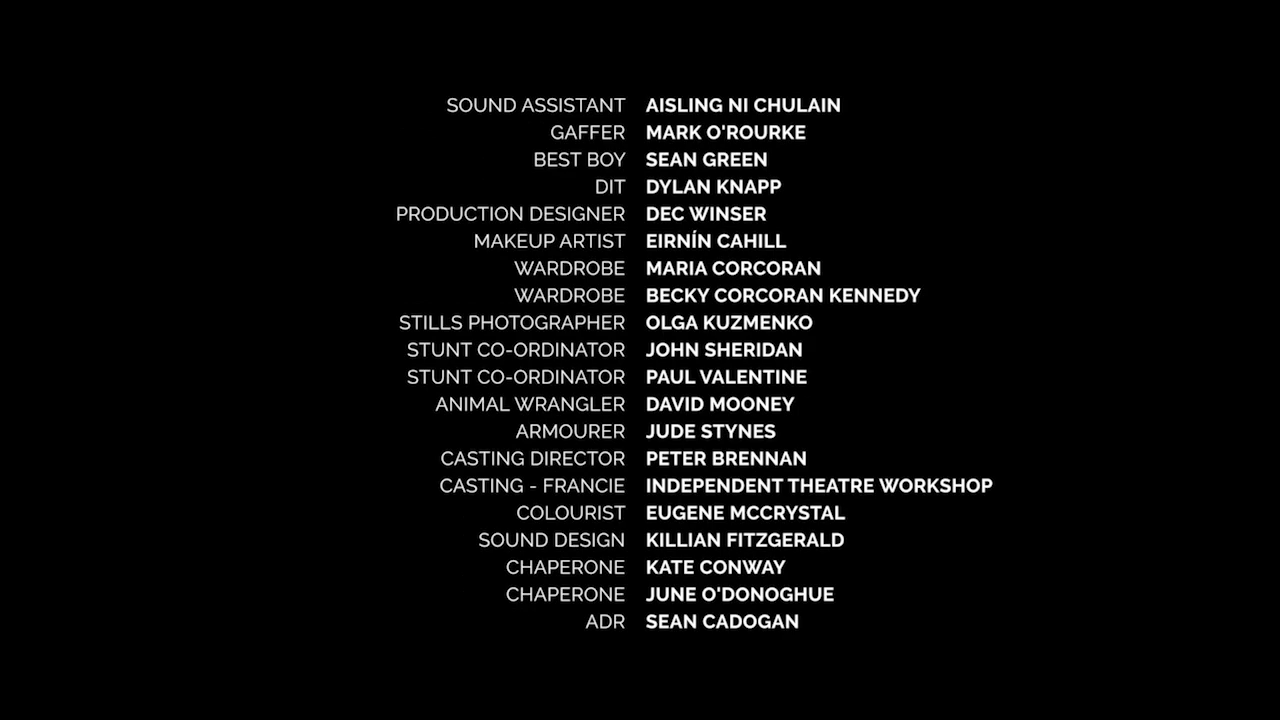 SOUND ASSISTANT AISLING NI CHULAIN
GAFFER MARK O'ROURKE
BEST BOY SEAN GREEN
DIT DYLAN KNAPP
PRODUCTION DESIGNER DEC WINSER
MAKEUP ARTIST EIRNÍN CAHILL
WARDROBE MARIA CORCORAN
WARDROBE BECKY CORCORAN KENNEDY
STILLS PHOTOGRAPHER OLGA KUZMENKO
STUNT CO-ORDINATOR JOHN SHERIDAN
STUNT CO-ORDINATOR PAUL VALENTINE
ANIMAL WRANGLER DAVID MOONEY
ARMOURER JUDE STYNES
CASTING DIRECTOR PETER BRENNAN
CASTING - FRANCIE INDEPENDENT THEATRE WORKSHOP
COLOURIST EUGENE MCCRYSTAL
SOUND DESIGN KILLIAN FITZGERALD
CHAPERONE KATE CONWAY
CHAPERONE JUNE O'DONOGHUE
ADR SEAN CADOGAN